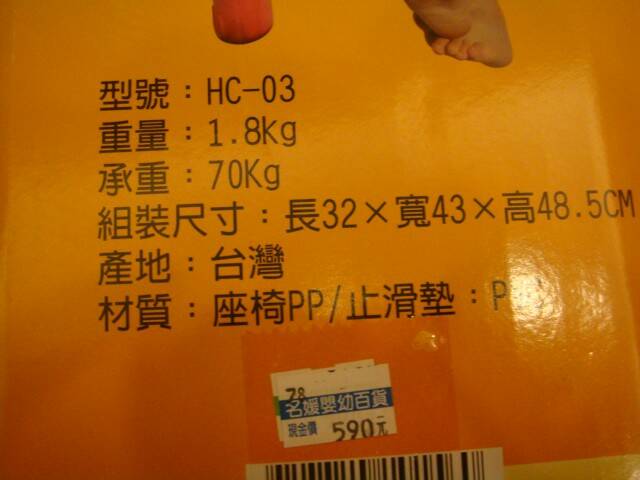 型號：HC-03
重量：1.8Kg
承重：70Kg
組裝尺寸：長32×寬43×高48.5CM
產地：台灣
材質：座椅PP/止滑墊：P
78
名媛嬰幼百貨
現金價 590元